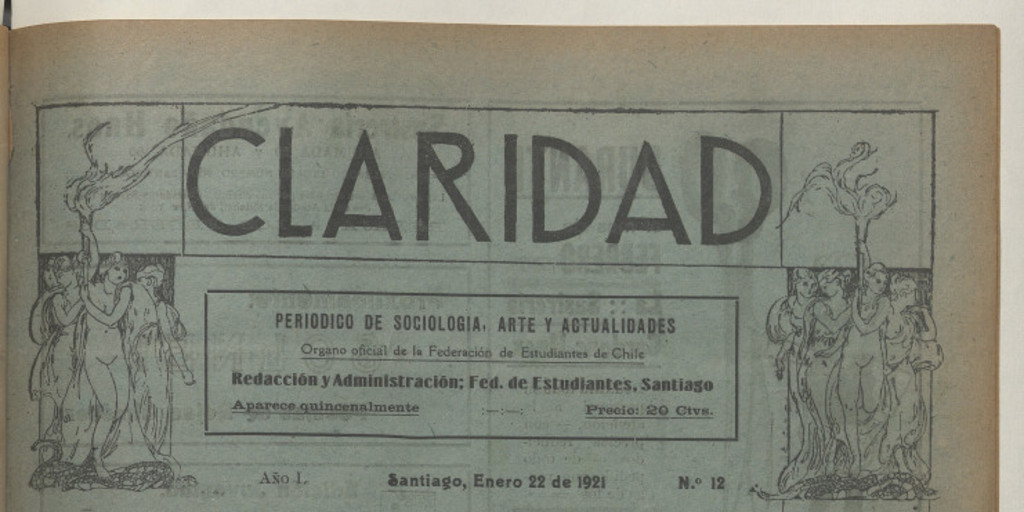 CLARIDAD
PERIODICO DE SOCIOLOGIA, ARTE Y ACTUALIDADES
Organo oficial de la Federación de Estudiantes de Chile
Redacción y Administración: Fed. de Estudiantes, Santiago
Aparece quincenalmente —:—:— Precio: 20 Ctvs.
Año I. Santiago, Enero 22 de 1921 N.º 12